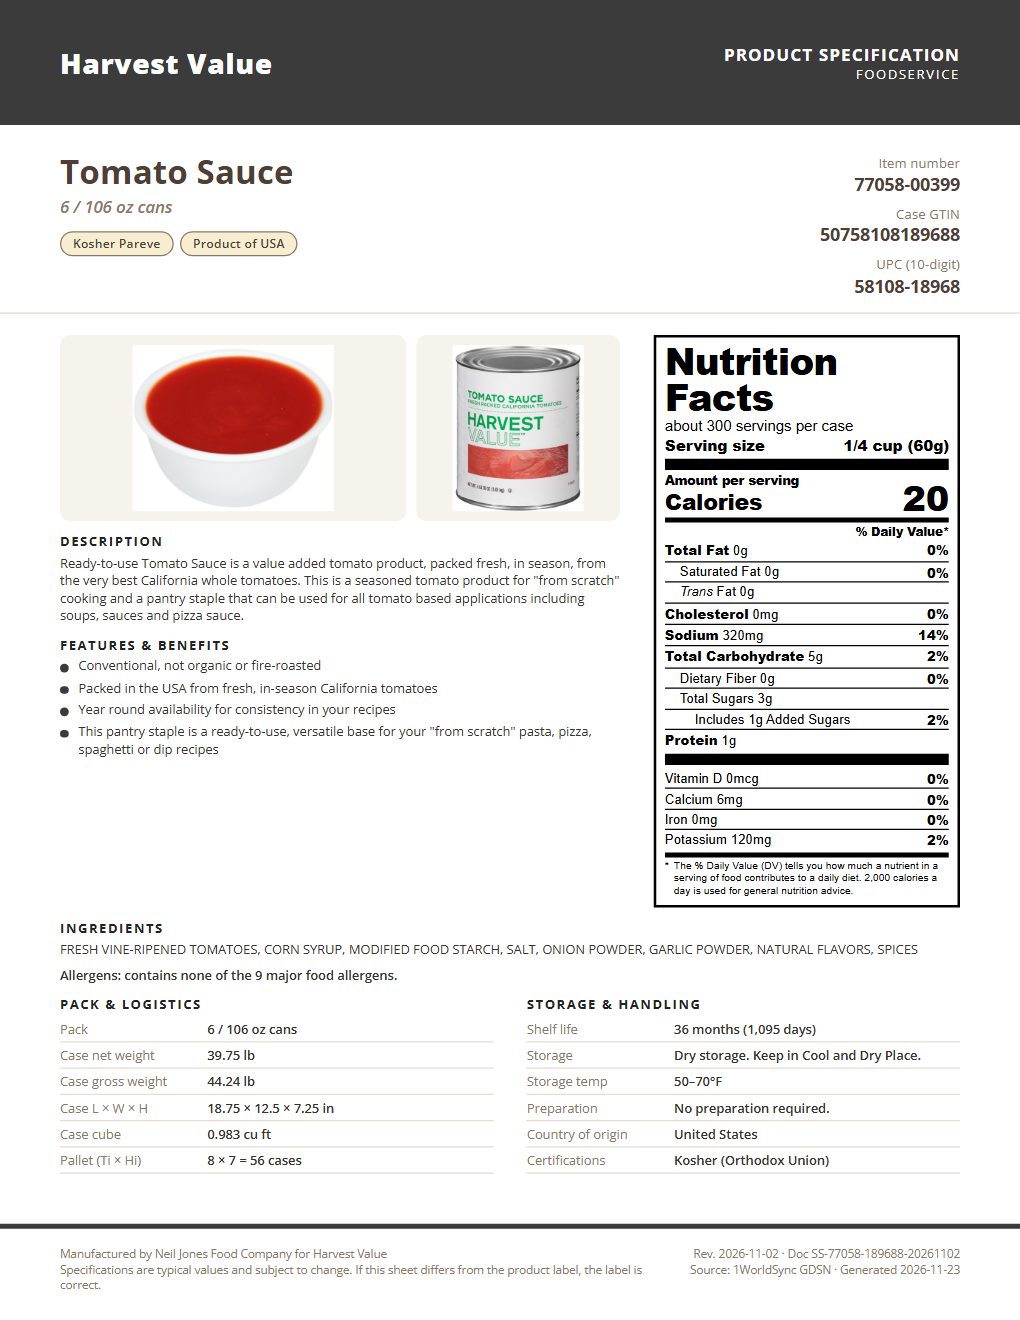 Harvest Value
PRODUCT SPECIFICATION
FOODSERVICE
Tomato Sauce
6 / 106 oz cans
Kosher Pareve
Product of USA
Item number
77058-00399
Case GTIN
50758108189688
UPC (10-digit)
58108-18968
TOMATO SAUCE
FRESH PACKED CALIFORNIA TOMATOES
HARVEST
VALUE
DESCRIPTION
Ready-to-use Tomato Sauce is a value added tomato product, packed fresh, in season, from
the very best California whole tomatoes. This is a seasoned tomato product for "from scratch"
cooking and a pantry staple that can be used for all tomato based applications including
soups, sauces and pizza sauce.
FEATURES & BENEFITS
Conventional, not organic or fire-roasted
Packed in the USA from fresh, in-season California tomatoes
Year round availability for consistency in your recipes
This pantry staple is a ready-to-use, versatile base for your "from scratch" pasta, pizza,
spaghetti or dip recipes
Nutrition
Facts
about 300 servings per case
Serving size 1/4 cup (60g)
Amount per serving
Calories 20
% Daily Value*
Total Fat 0g 0%
Saturated Fat 0g 0%
Trans Fat 0g
Cholesterol 0mg 0%
Sodium 320mg 14%
Total Carbohydrate 5g 2%
Dietary Fiber 0g 0%
Total Sugars 3g
Includes 1g Added Sugars 2%
Protein 1g
Vitamin D 0mcg 0%
Calcium 6mg 0%
Iron 0mg 0%
Potassium 120mg 2%
* The % Daily Value (DV) tells you how much a nutrient in a
serving of food contributes to a daily diet. 2,000 calories a
day is used for general nutrition advice.
INGREDIENTS
FRESH VINE-RIPENED TOMATOES, CORN SYRUP, MODIFIED FOOD STARCH, SALT, ONION POWDER, GARLIC POWDER, NATURAL FLAVORS, SPICES
Allergens: contains none of the 9 major food allergens.
PACK & LOGISTICS
Pack 6 / 106 oz cans
Case net weight 39.75 lb
Case gross weight 44.24 lb
Case L × W × H 18.75 × 12.5 × 7.25 in
Case cube 0.983 cu ft
Pallet (Ti × Hi) 8 × 7 = 56 cases
STORAGE & HANDLING
Shelf life 36 months (1,095 days)
Storage Dry storage. Keep in Cool and Dry Place.
Storage temp 50–70°F
Preparation No preparation required.
Country of origin United States
Certifications Kosher (Orthodox Union)
Manufactured by Neil Jones Food Company for Harvest Value
Specifications are typical values and subject to change. If this sheet differs from the product label, the label is
correct.
Rev. 2026-11-02 · Doc SS-77058-189688-20261102
Source: 1WorldSync GDSN · Generated 2026-11-23